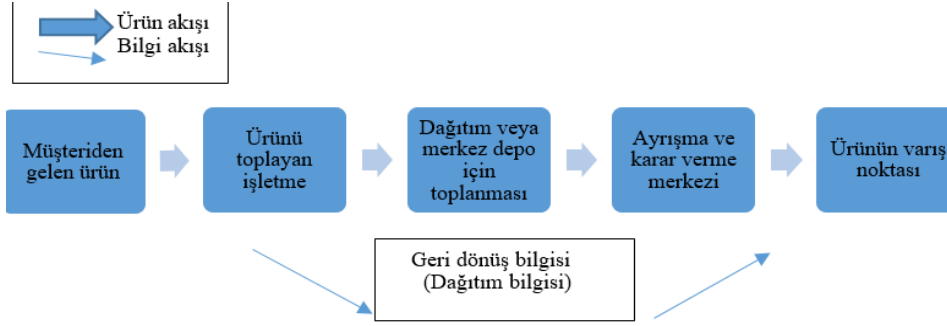 Ürün akışı
Bilgi akışı
Müşteriden
gelen ürün
Ürünü
toplayan
işletme
Dağıtım veya
merkez depo
için
toplanması
Ayrışma ve
karar verme
merkezi
Ürünün varış
noktası
Geri dönüş bilgisi
(Dağıtım bilgisi)